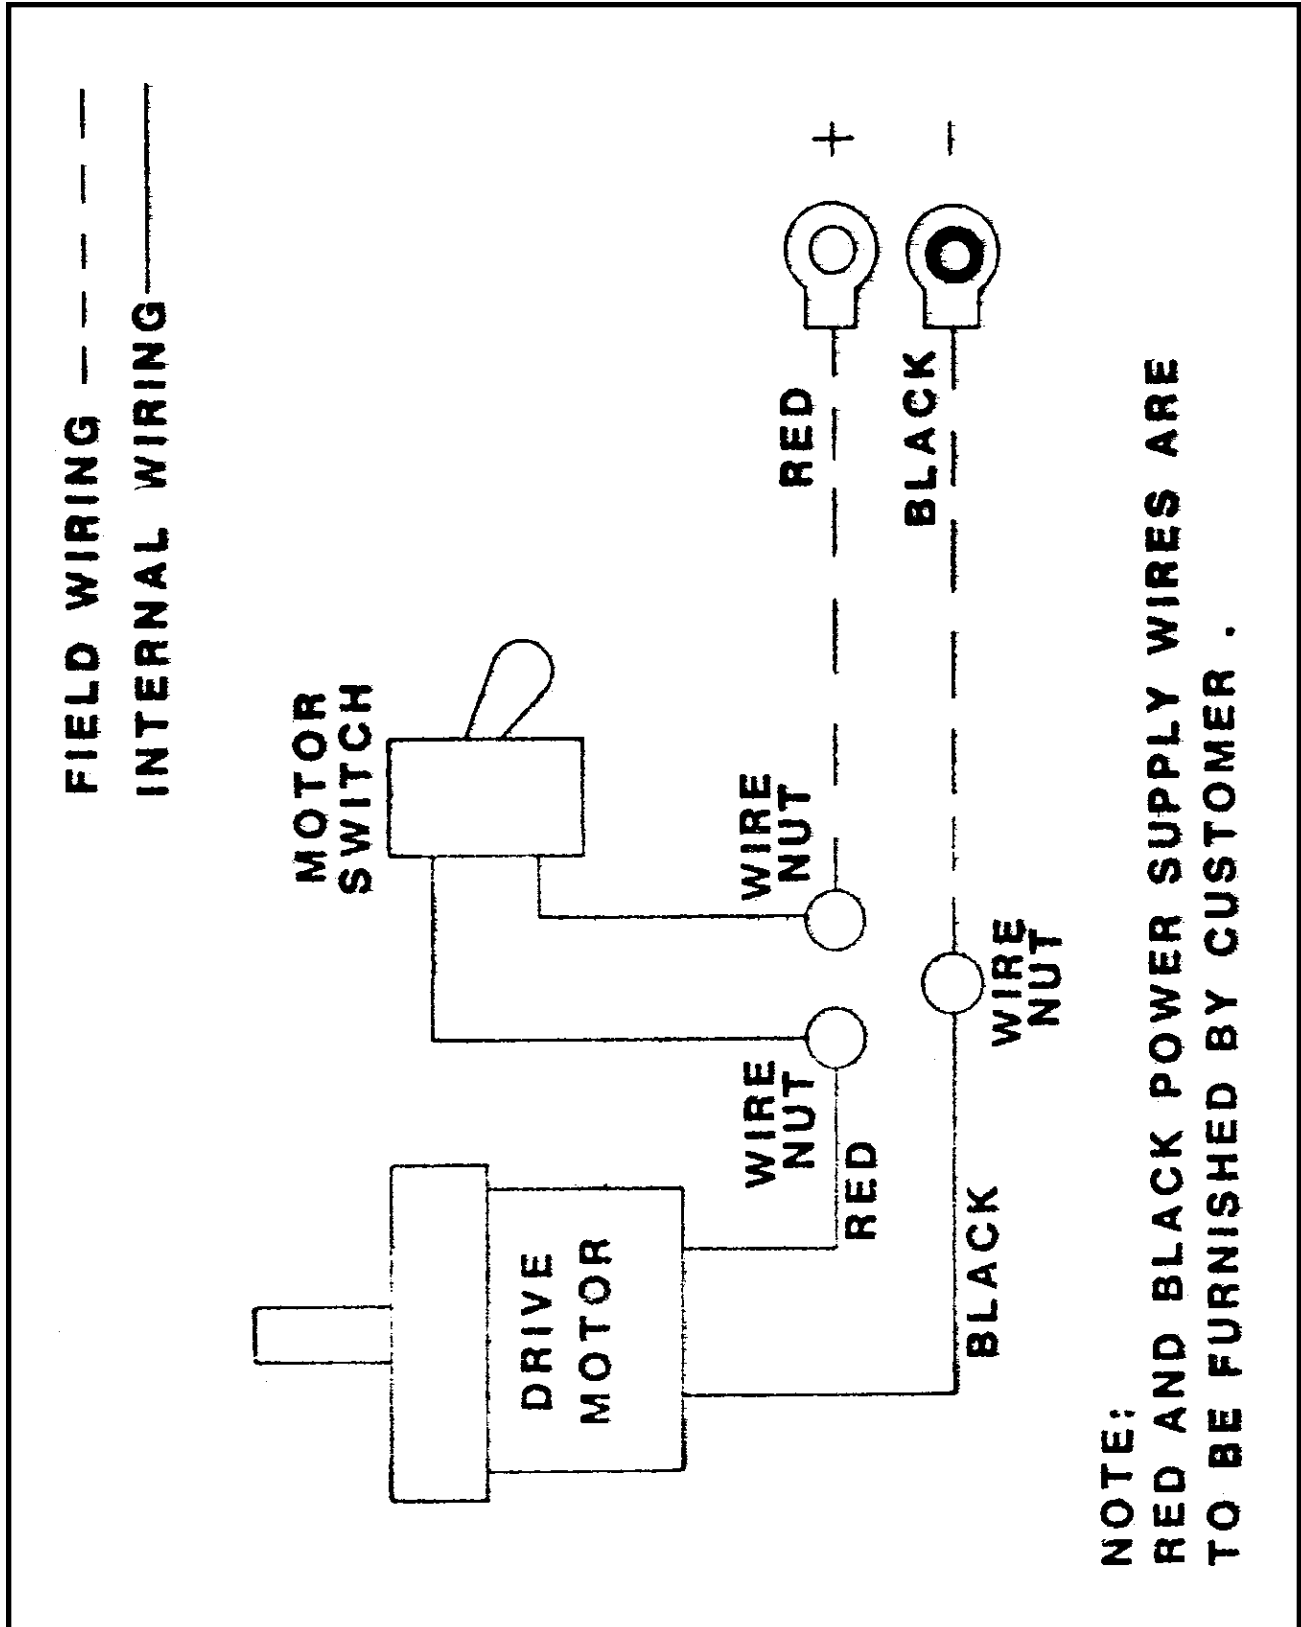 FIELD WIRING
INTERNAL WIRING
MOTOR
SWITCH
+
-
RED
BLACK
WIRE
NUT
WIRE
NUT
WIRE
NUT
RED
BLACK
DRIVE
MOTOR
NOTE:
RED AND BLACK POWER SUPPLY WIRES ARE
TO BE FURNISHED BY CUSTOMER.